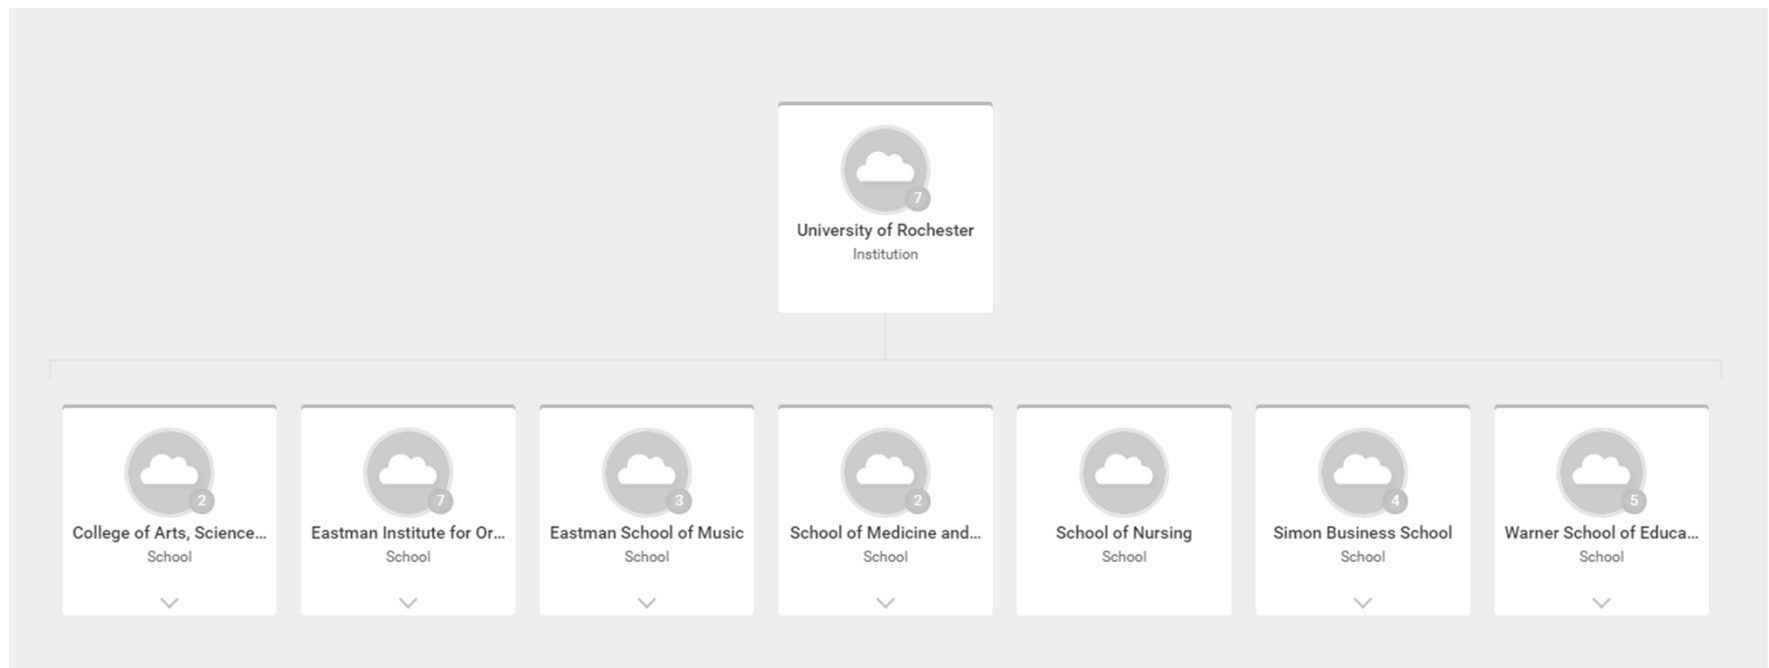 7
University of Rochester
Institution
2
College of Arts, Science...
School
7
Eastman Institute for Or...
School
3
Eastman School of Music
School
2
School of Medicine and...
School
School of Nursing
School
4
Simon Business School
School
5
Warner School of Educa...
School